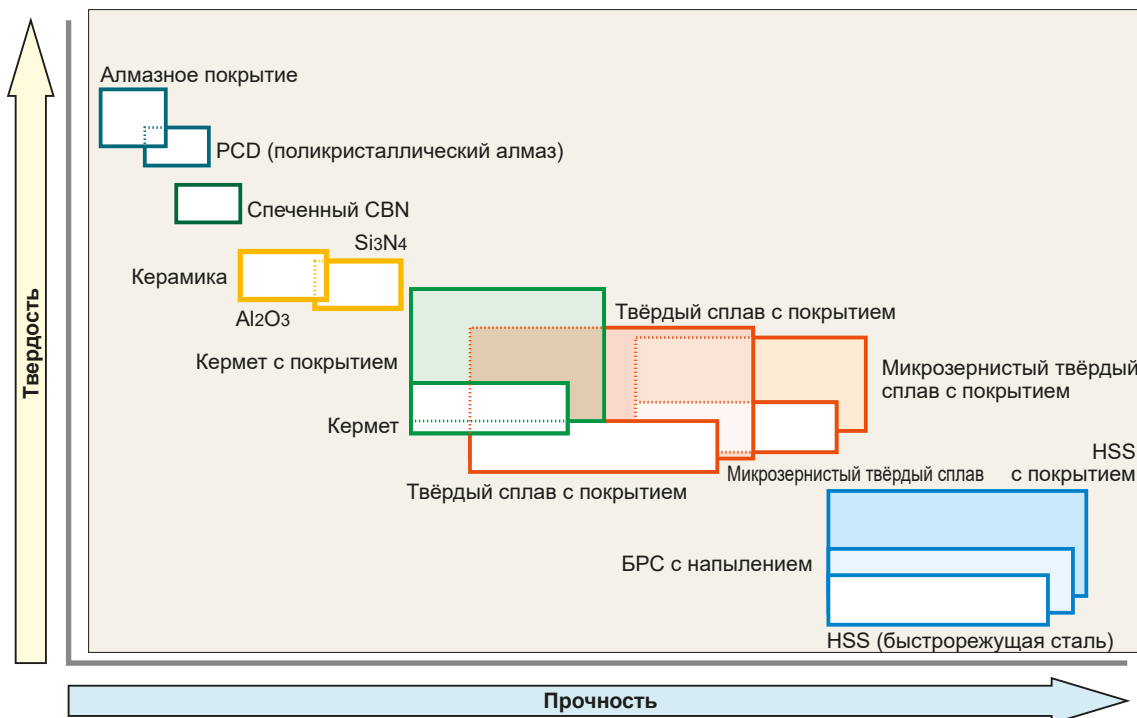 Алмазное покрытие
PCD (поликристаллический алмаз)
Спеченный CBN
Si3N4
Керамика
Al2O3
Твёрдый сплав с покрытием
Кермет с покрытием
Микрозернистый твёрдый
сплав с покрытием
Кермет
HSS
с покрытием
Микрозернистый твёрдый сплав
Твёрдый сплав с покрытием
БРС с напылением
HSS (быстрорежущая сталь)
Твердость
Прочность